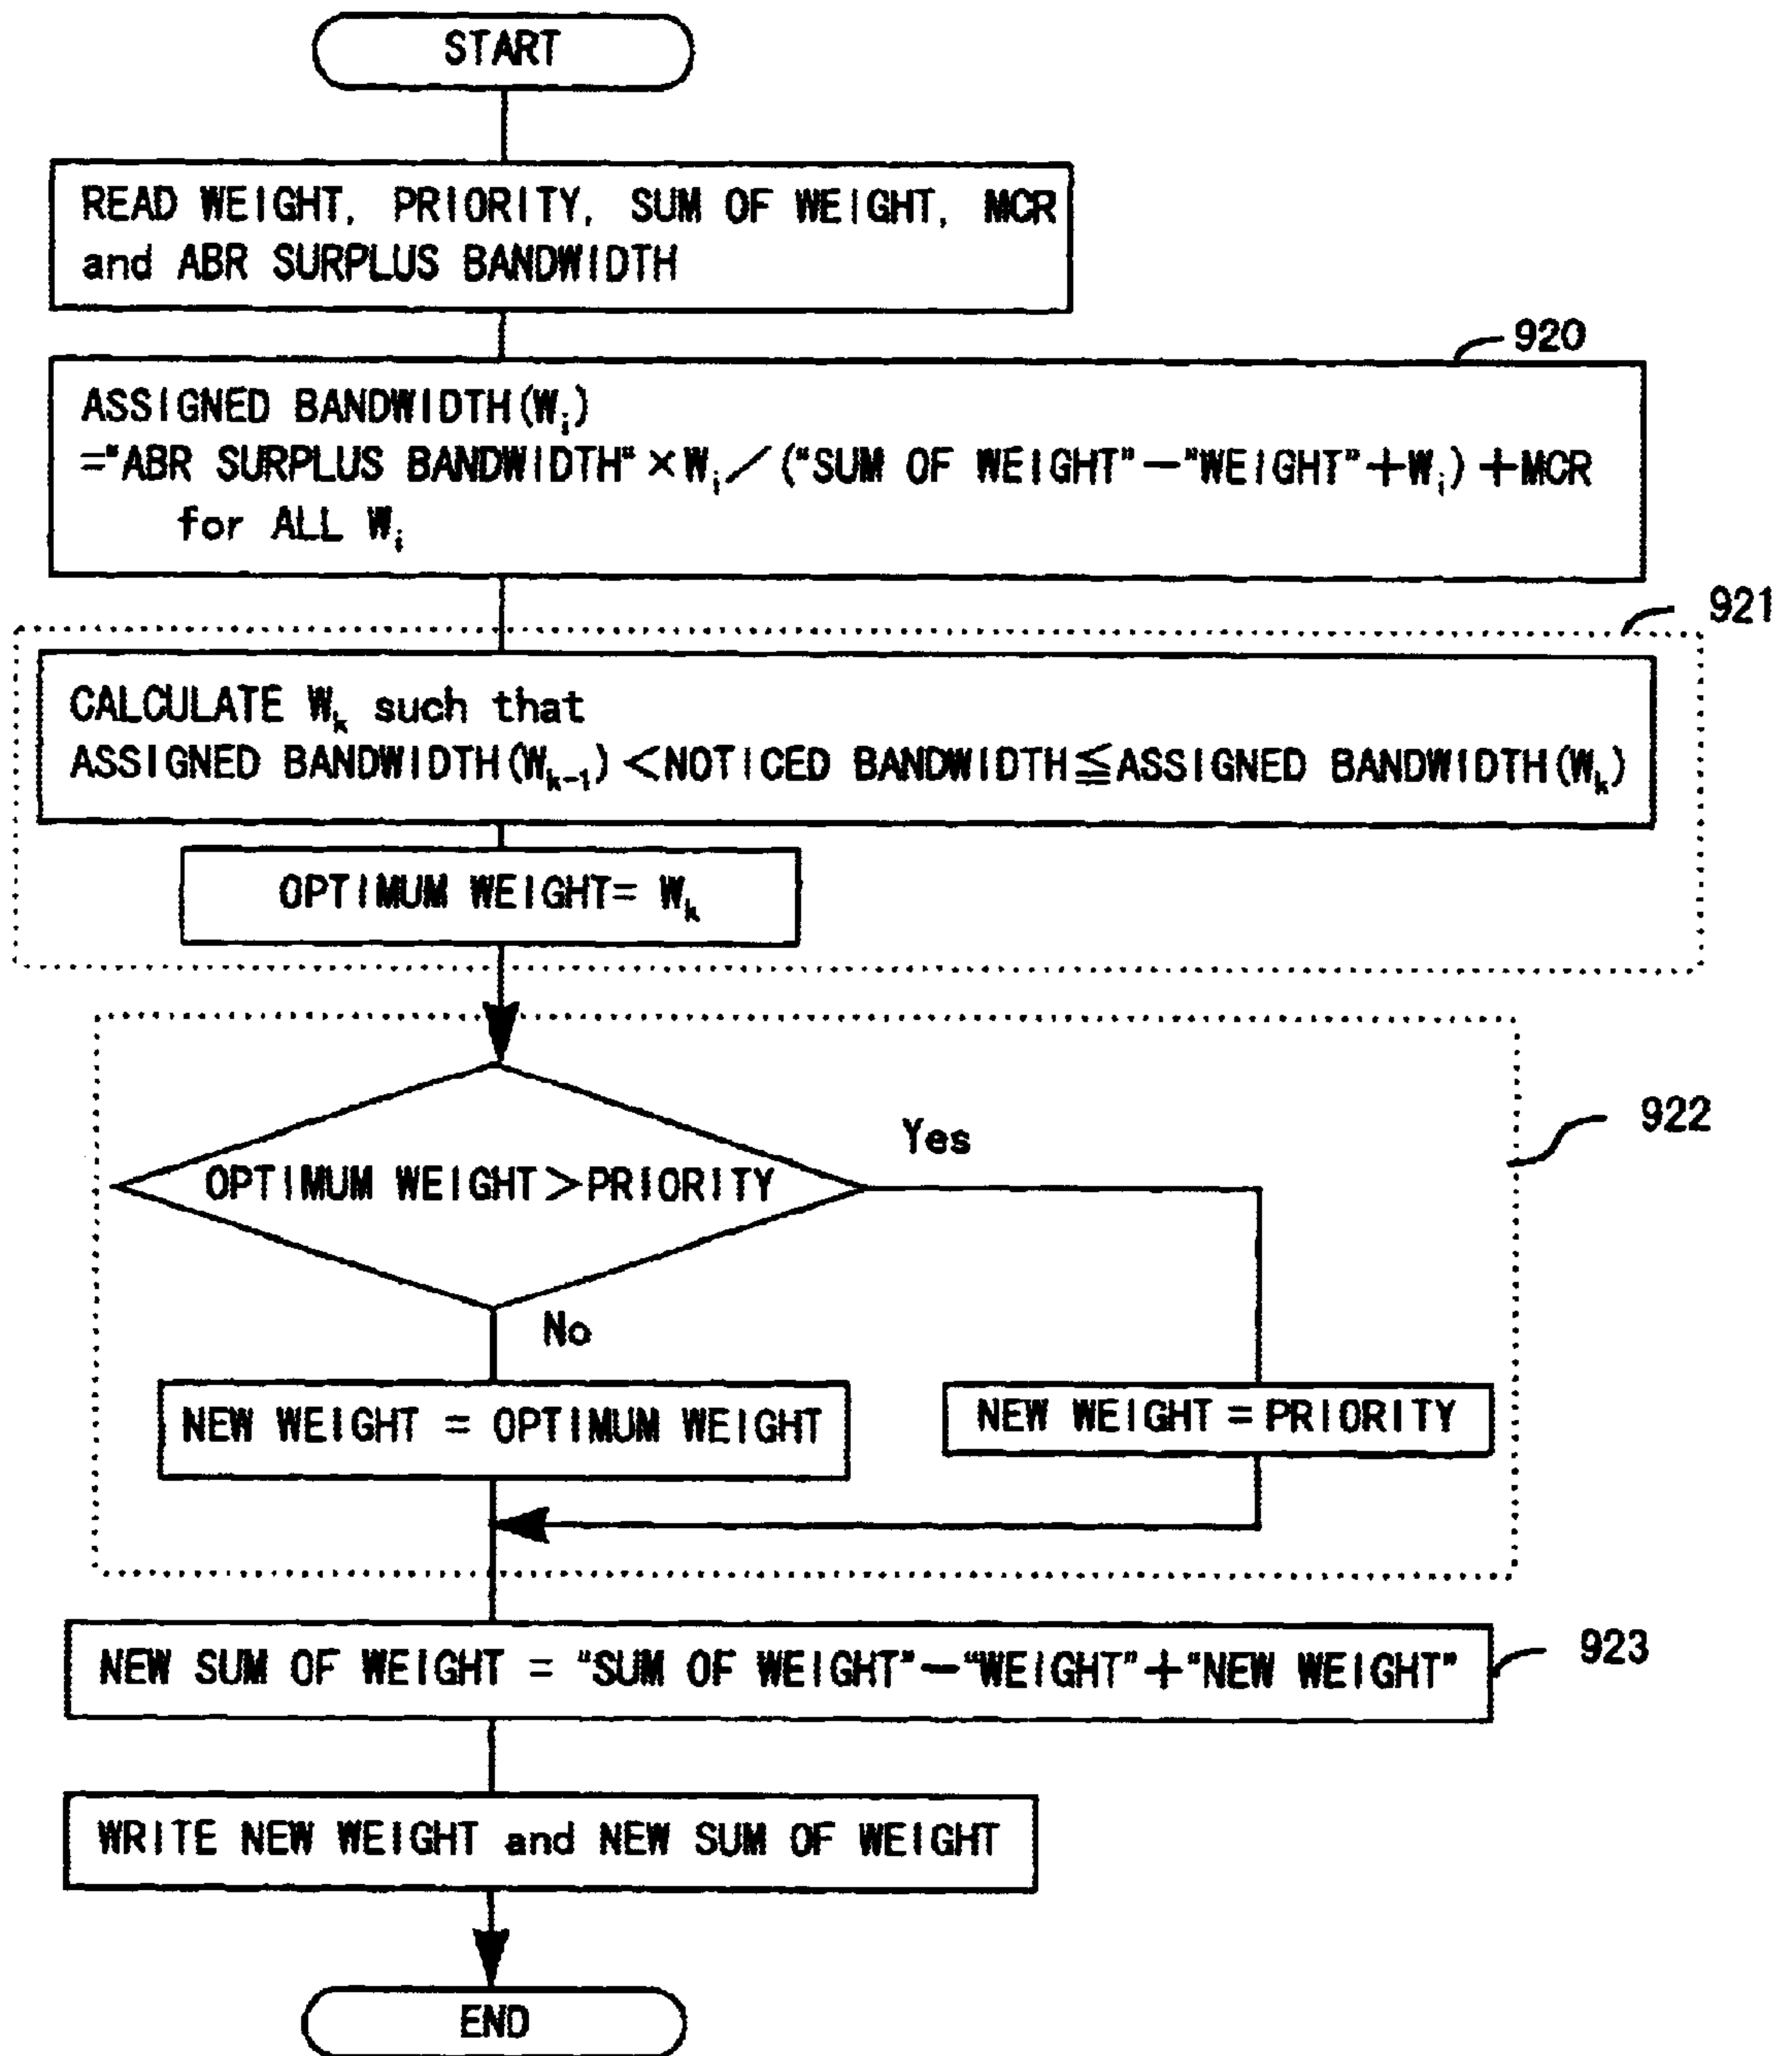 START
READ WEIGHT, PRIORITY, SUM OF WEIGHT, MCR
and ABR SURPLUS BANDWIDTH
920
ASSIGNED BANDWIDTH(Wi)
="ABR SURPLUS BANDWIDTH"×Wi／("SUM OF WEIGHT"−"WEIGHT"+Wi)+MCR
for ALL Wi
921
CALCULATE Wk such that
ASSIGNED BANDWIDTH(Wk-1)<NOTICED BANDWIDTH≦ASSIGNED BANDWIDTH(Wk)
OPTIMUM WEIGHT= Wk
922
Yes
OPTIMUM WEIGHT>PRIORITY
No
NEW WEIGHT = OPTIMUM WEIGHT
NEW WEIGHT=PRIORITY
923
NEW SUM OF WEIGHT = "SUM OF WEIGHT"−"WEIGHT"+"NEW WEIGHT"
WRITE NEW WEIGHT and NEW SUM OF WEIGHT
END